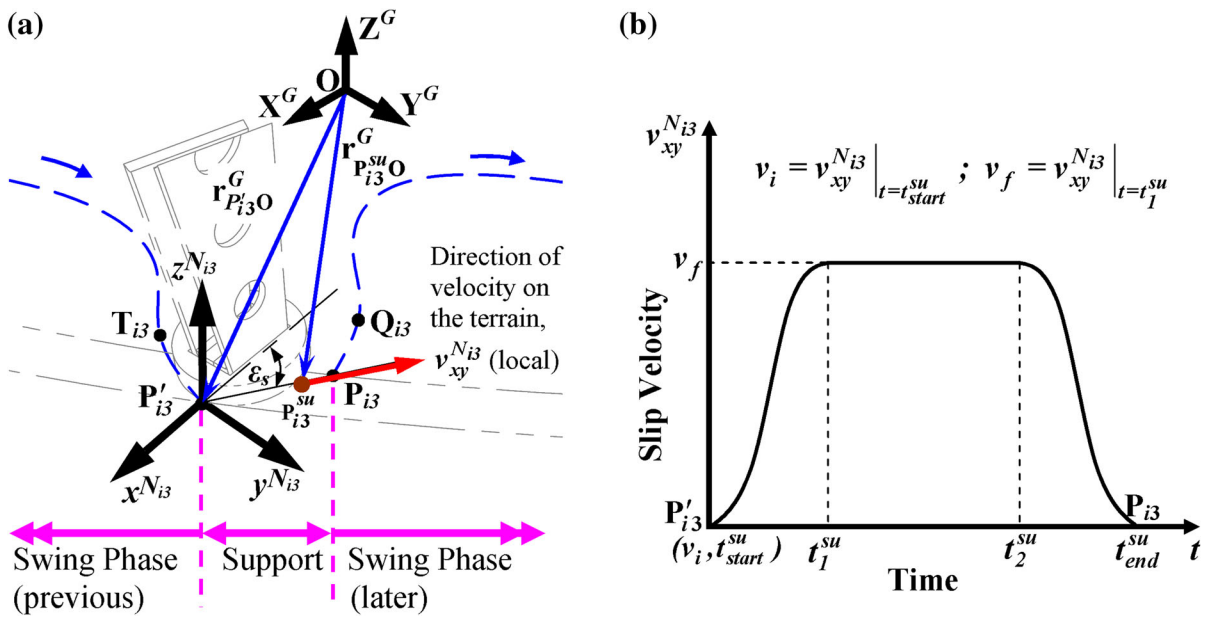 (a)
Z^G
O
X^G
Y^G
r^G_{P^{su}_{i3}O}
r^G_{P'_{i3}O}
z^{N_{i3}}
Direction of
velocity on
the terrain,
v^{N_{i3}}_{xy} (local)
T_{i3}
Q_{i3}
ε_s
P'_{i3}
P^{su}_{i3}
P_{i3}
x^{N_{i3}}
y^{N_{i3}}
Swing Phase
(previous)
Support
Swing Phase
(later)
(b)
v^{N_{i3}}_{xy}
v_i = v^{N_{i3}}_{xy}|_{t=t^{su}_{start}} ; v_f = v^{N_{i3}}_{xy}|_{t=t^{su}_1}
v_f
Slip Velocity
P'_{i3}
P_{i3}
(v_i, t^{su}_{start})
t^{su}_1
t^{su}_2
t^{su}_{end}
t
Time